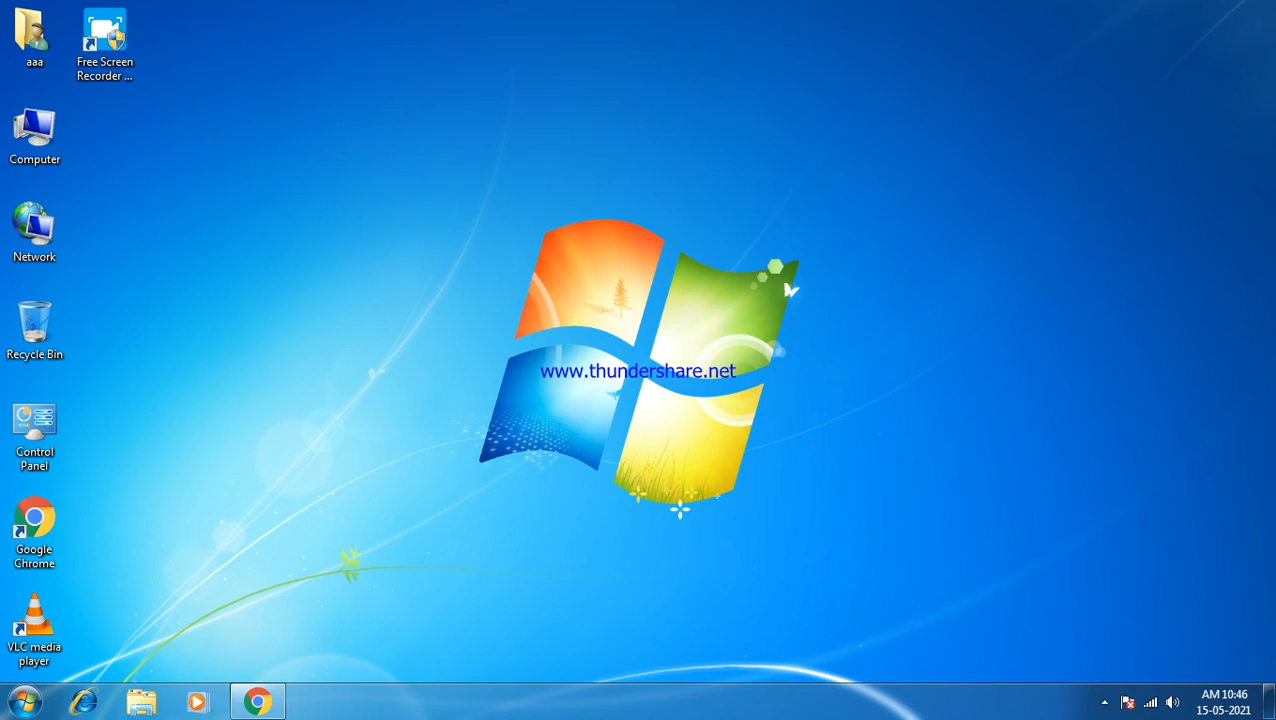 aaa
Free Screen
Recorder ...
Computer
Network
Recycle Bin
Control
Panel
Google
Chrome
VLC media
player
www.thundershare.net
AM 10:46
15-05-2021